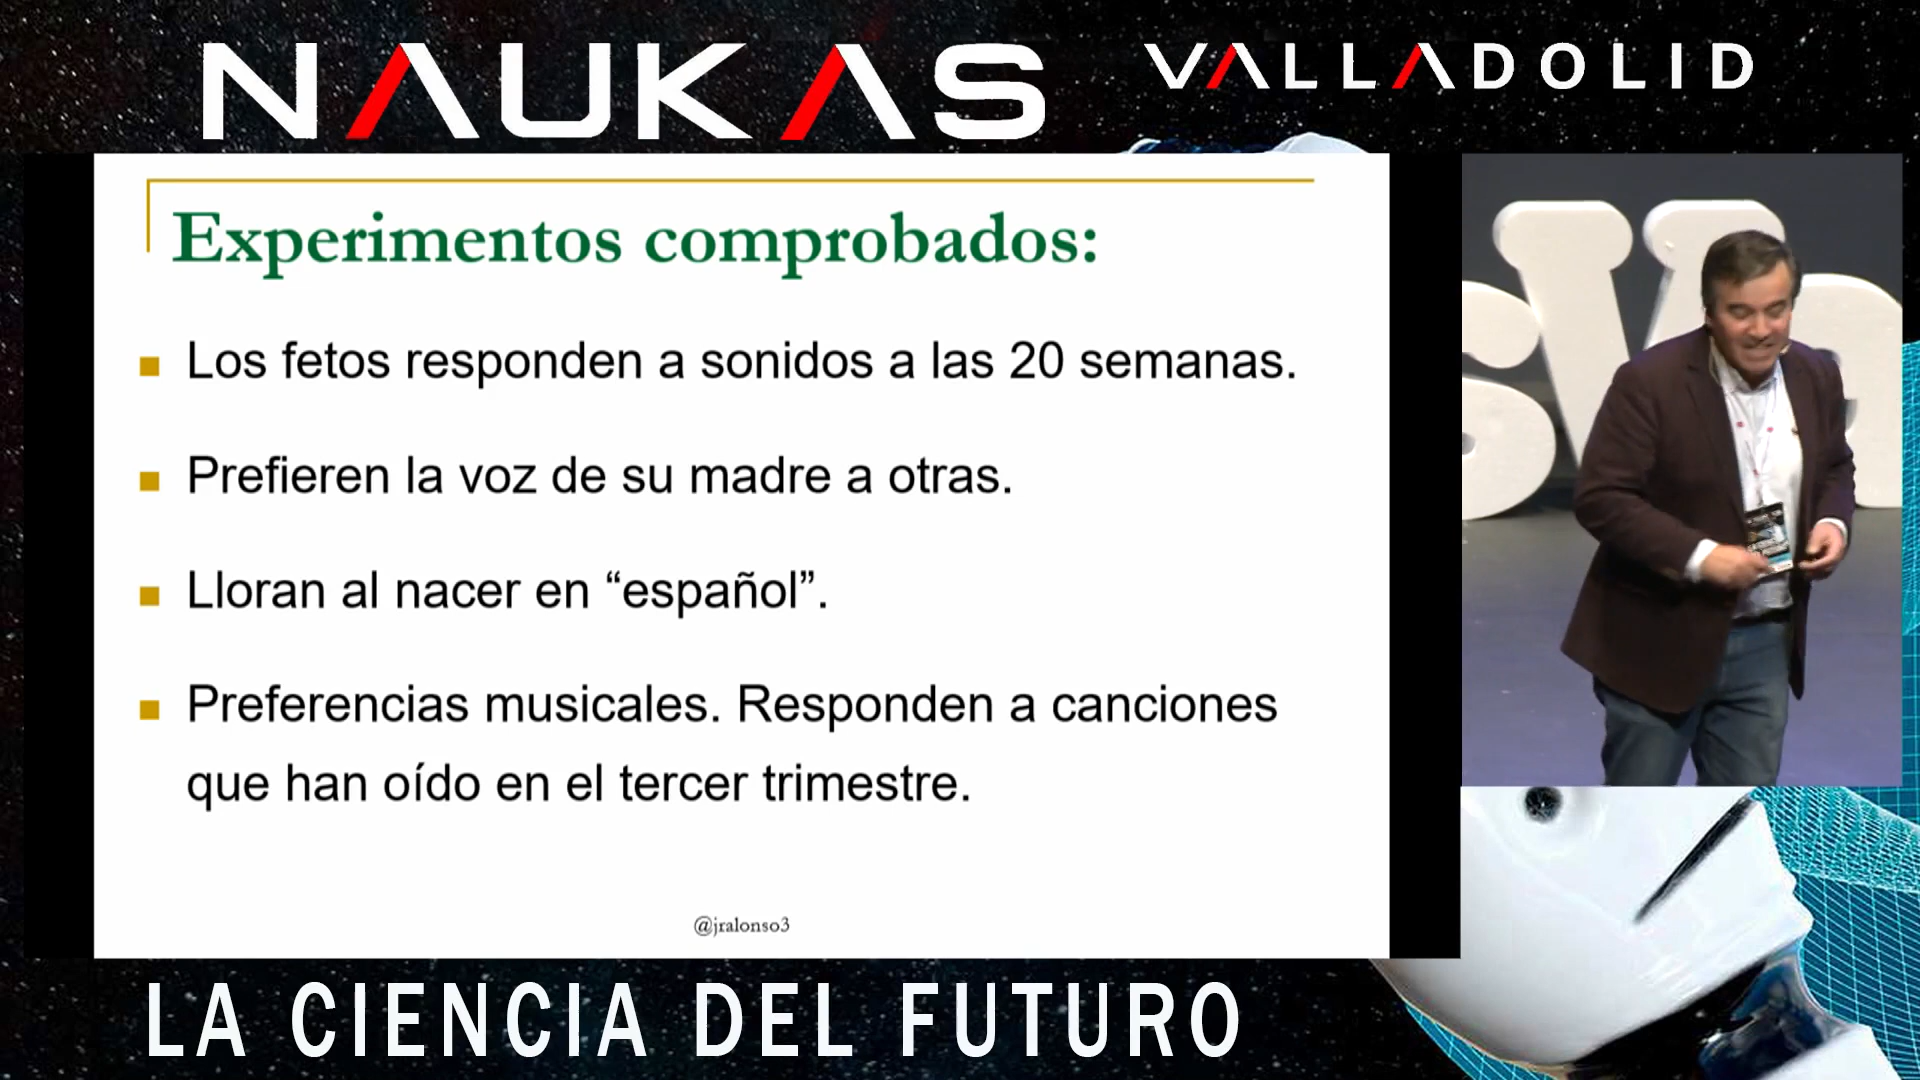 NAUKAS VALLADOLID
Experimentos comprobados:
Los fetos responden a sonidos a las 20 semanas.
Prefieren la voz de su madre a otras.
Lloran al nacer en “español”.
Preferencias musicales. Responden a canciones
que han oído en el tercer trimestre.
@jralonso3
LA CIENCIA DEL FUTURO